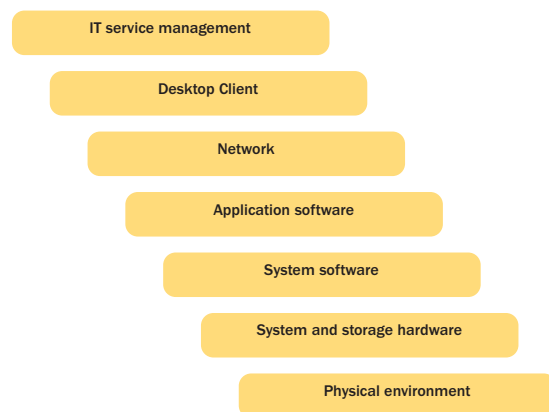 IT service management
Desktop Client
Network
Application software
System software
System and storage hardware
Physical environment